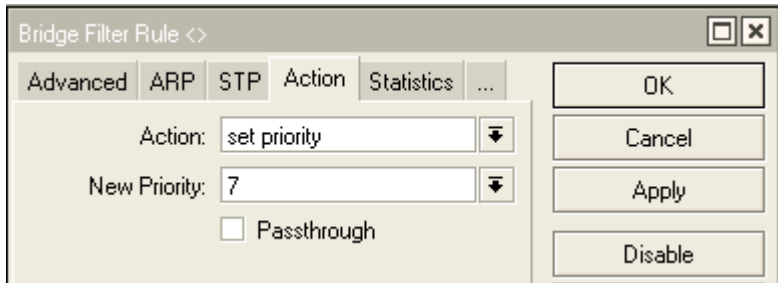 Bridge Filter Rule <>
Advanced ARP STP Action Statistics ...
OK
Action: set priority
Cancel
New Priority: 7
Apply
Passthrough
Disable